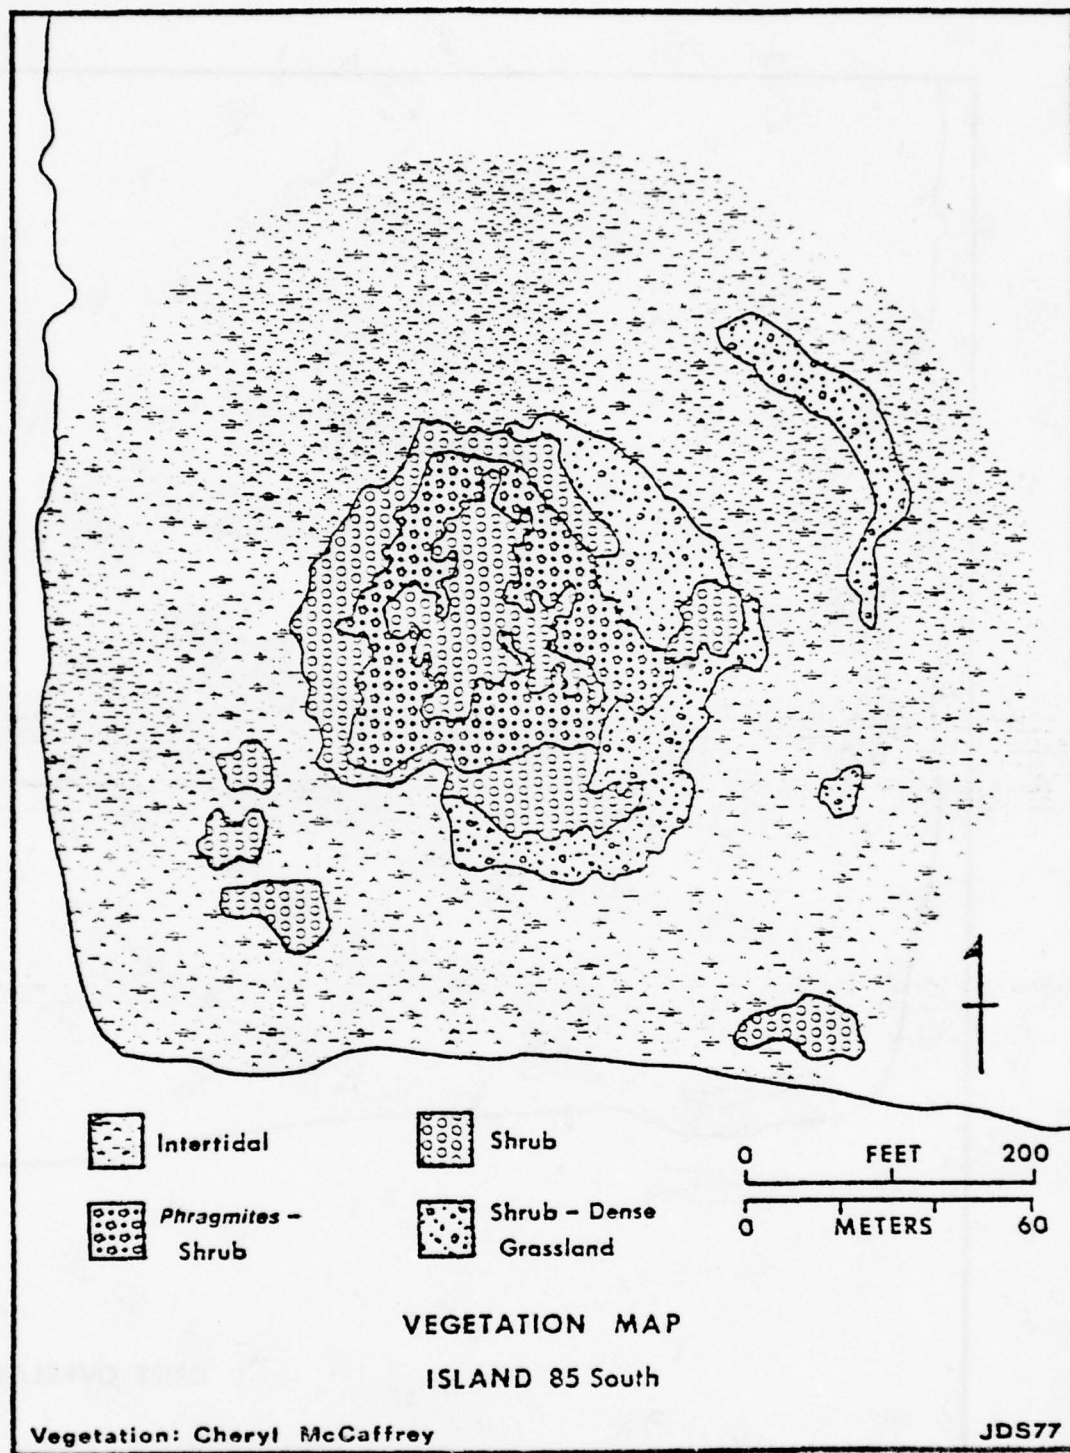 Intertidal
Phragmites –
Shrub
Shrub
Shrub – Dense
Grassland
0 FEET 200
0 METERS 60
VEGETATION MAP
ISLAND 85 South
Vegetation: Cheryl McCaffrey
JDS77